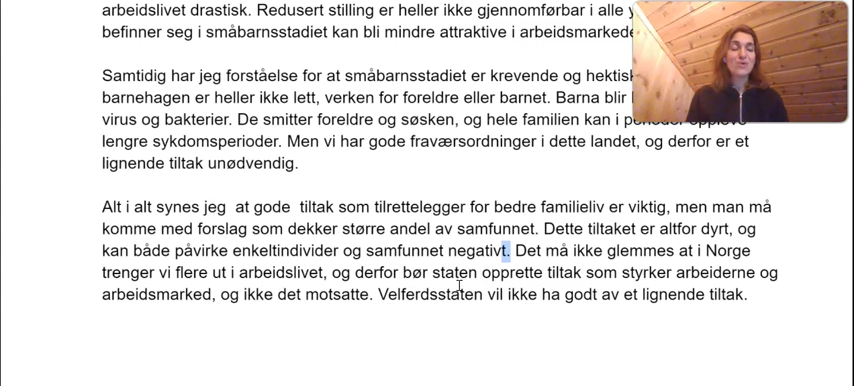 arbeidslivet drastisk. Redusert stilling er heller ikke gjennomførbar i alle
befinner seg i småbarnsstadiet kan bli mindre attraktive i
Samtidig har jeg forståelse for at småbarnsstadiet er krevende og
barnehagen er heller ikke lett, verken for foreldre eller barnet. Barna blir
virus og bakterier. De smitter foreldre og søsken, og hele familien kan i
lengre sykdomsperioder. Men vi har gode fraværsordninger i dette landet, og derfor er et
lignende tiltak unødvendig.
Alt i alt synes jeg  at gode  tiltak som tilrettelegger for bedre familieliv er viktig, men man må
komme med forslag som dekker større andel av samfunnet. Dette tiltaket er altfor dyrt, og
kan både påvirke enkeltindivider og samfunnet negativt. Det må ikke glemmes at i Norge
trenger vi flere ut i arbeidslivet, og derfor bør staten opprette tiltak som styrker arbeiderne og
arbeidsmarked, og ikke det motsatte. Velferdsstaten vil ikke ha godt av et lignende tiltak.